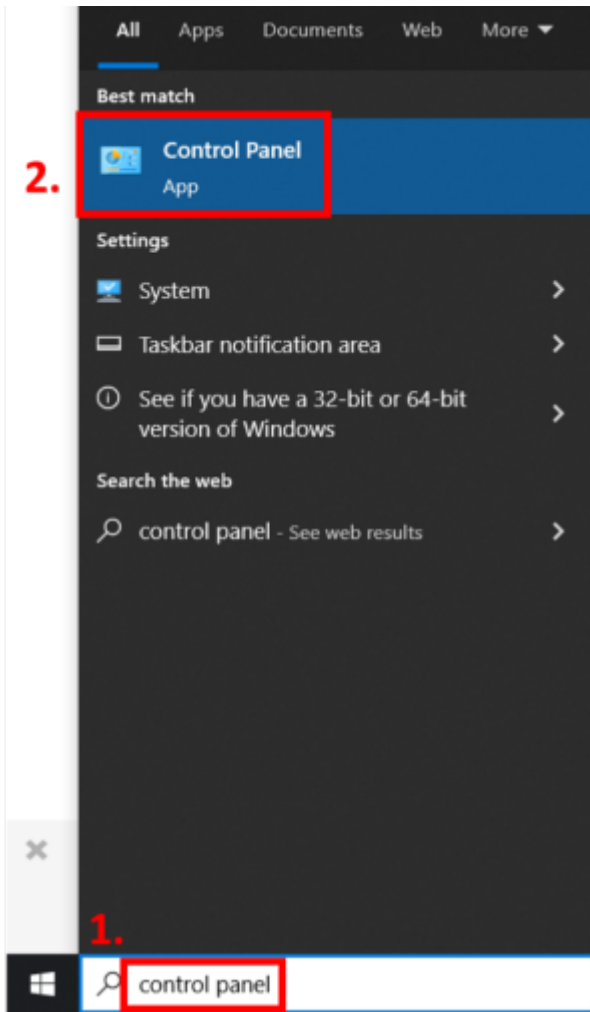 All Apps Documents Web More
Best match
2.
Control Panel
App
Settings
System
Taskbar notification area
See if you have a 32-bit or 64-bit
version of Windows
Search the web
control panel - See web results
1.
control panel